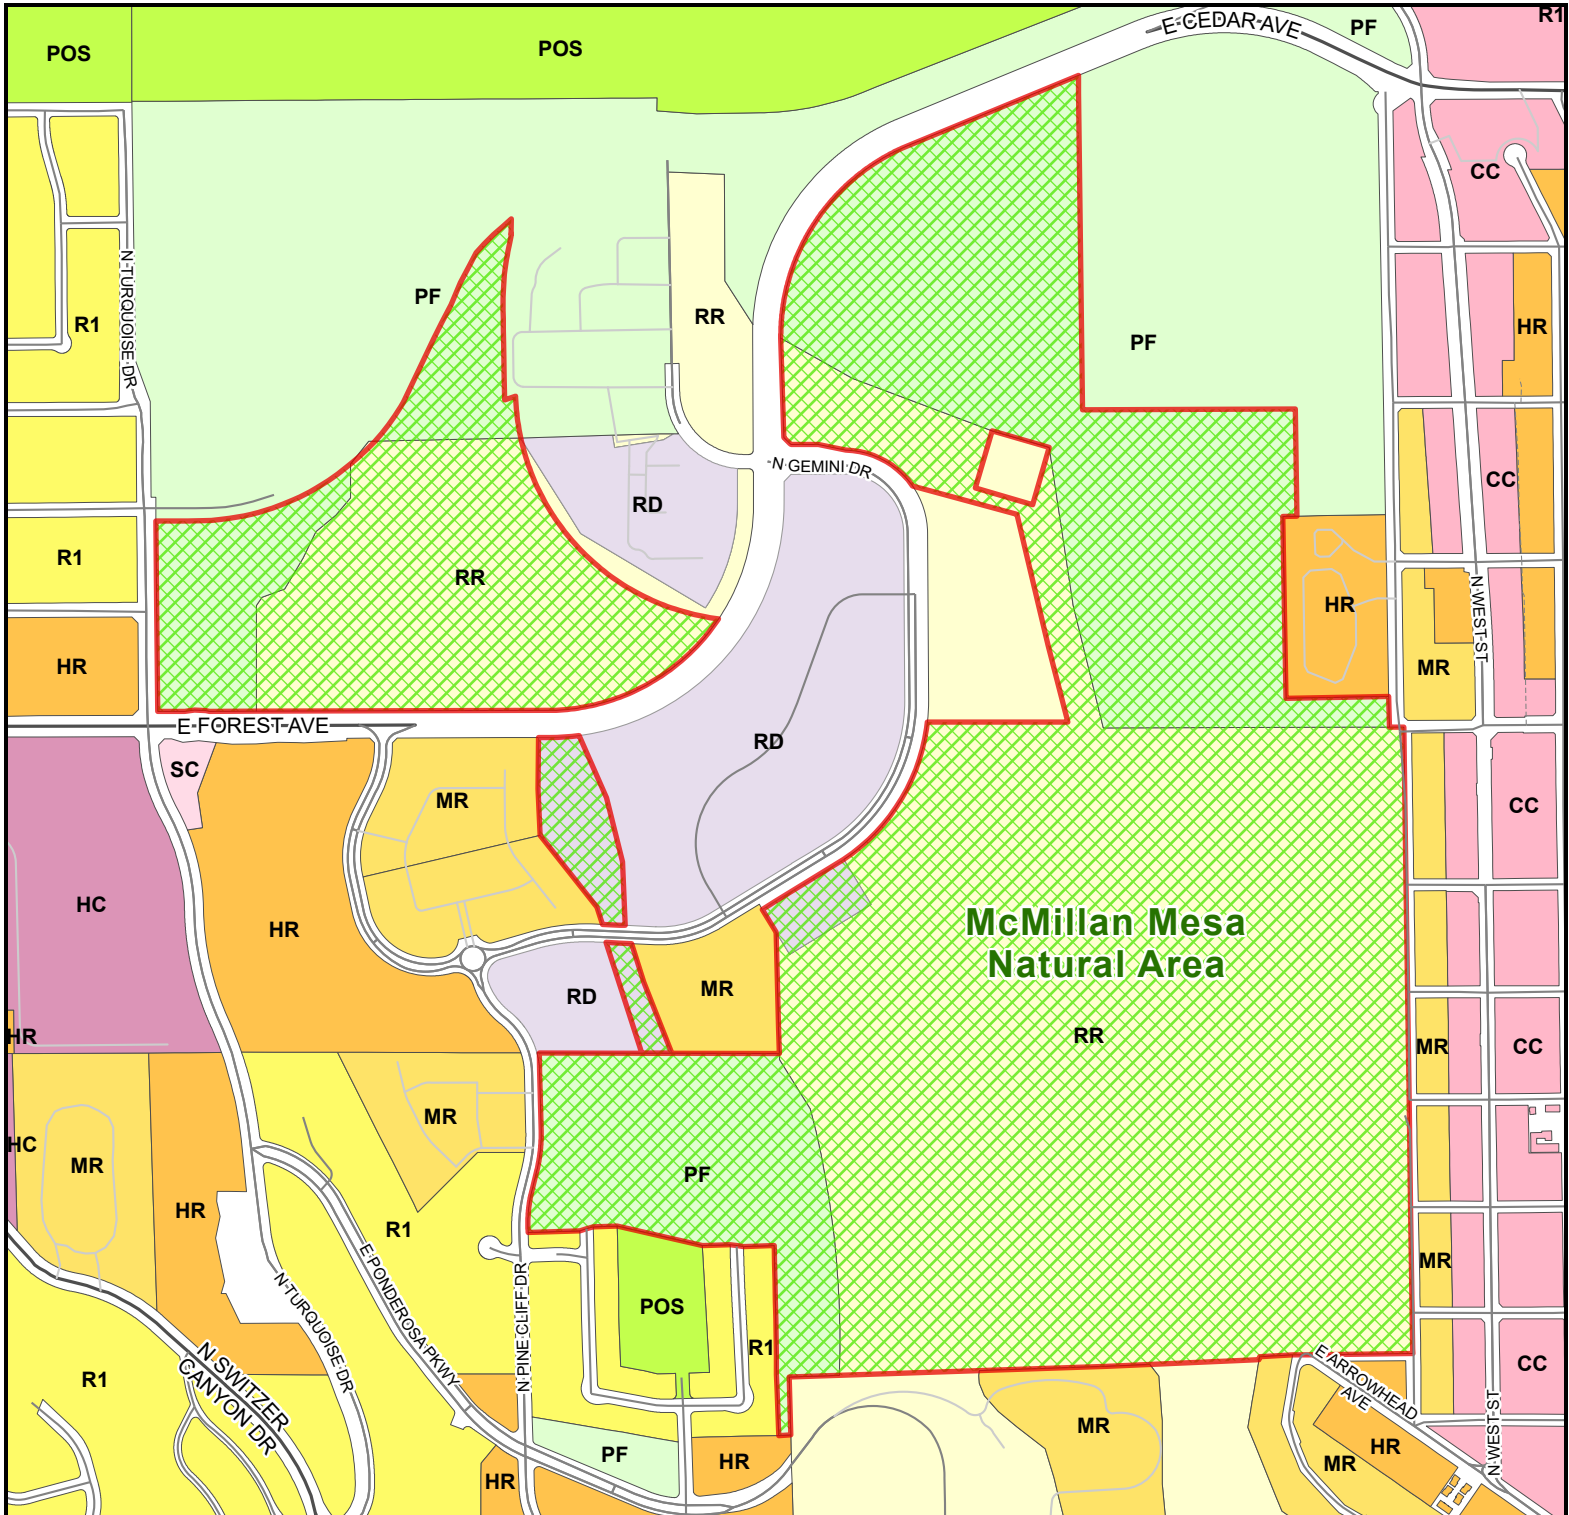 R1
E CEDAR AVE
PF
POS
POS
CC
N TURQUOISE DR
PF
RR
R1
HR
PF
N GEMINI DR
CC
RD
R1
RR
HR
N WEST ST
HR
MR
E FOREST AVE
RD
SC
MR
CC
HC
HR
McMillan Mesa
Natural Area
MR
RD
HR
RR
MR
CC
MR
HC
MR
PF
HR
R1
E PONDEROSA PKWY
N TURQUOISE DR
N PINE CLIFF DR
MR
POS
R1
N SWITZER
CANYON DR
R1
E ARROWHEAD
AVE
CC
N WEST ST
MR
PF
HR
HR
HR
MR